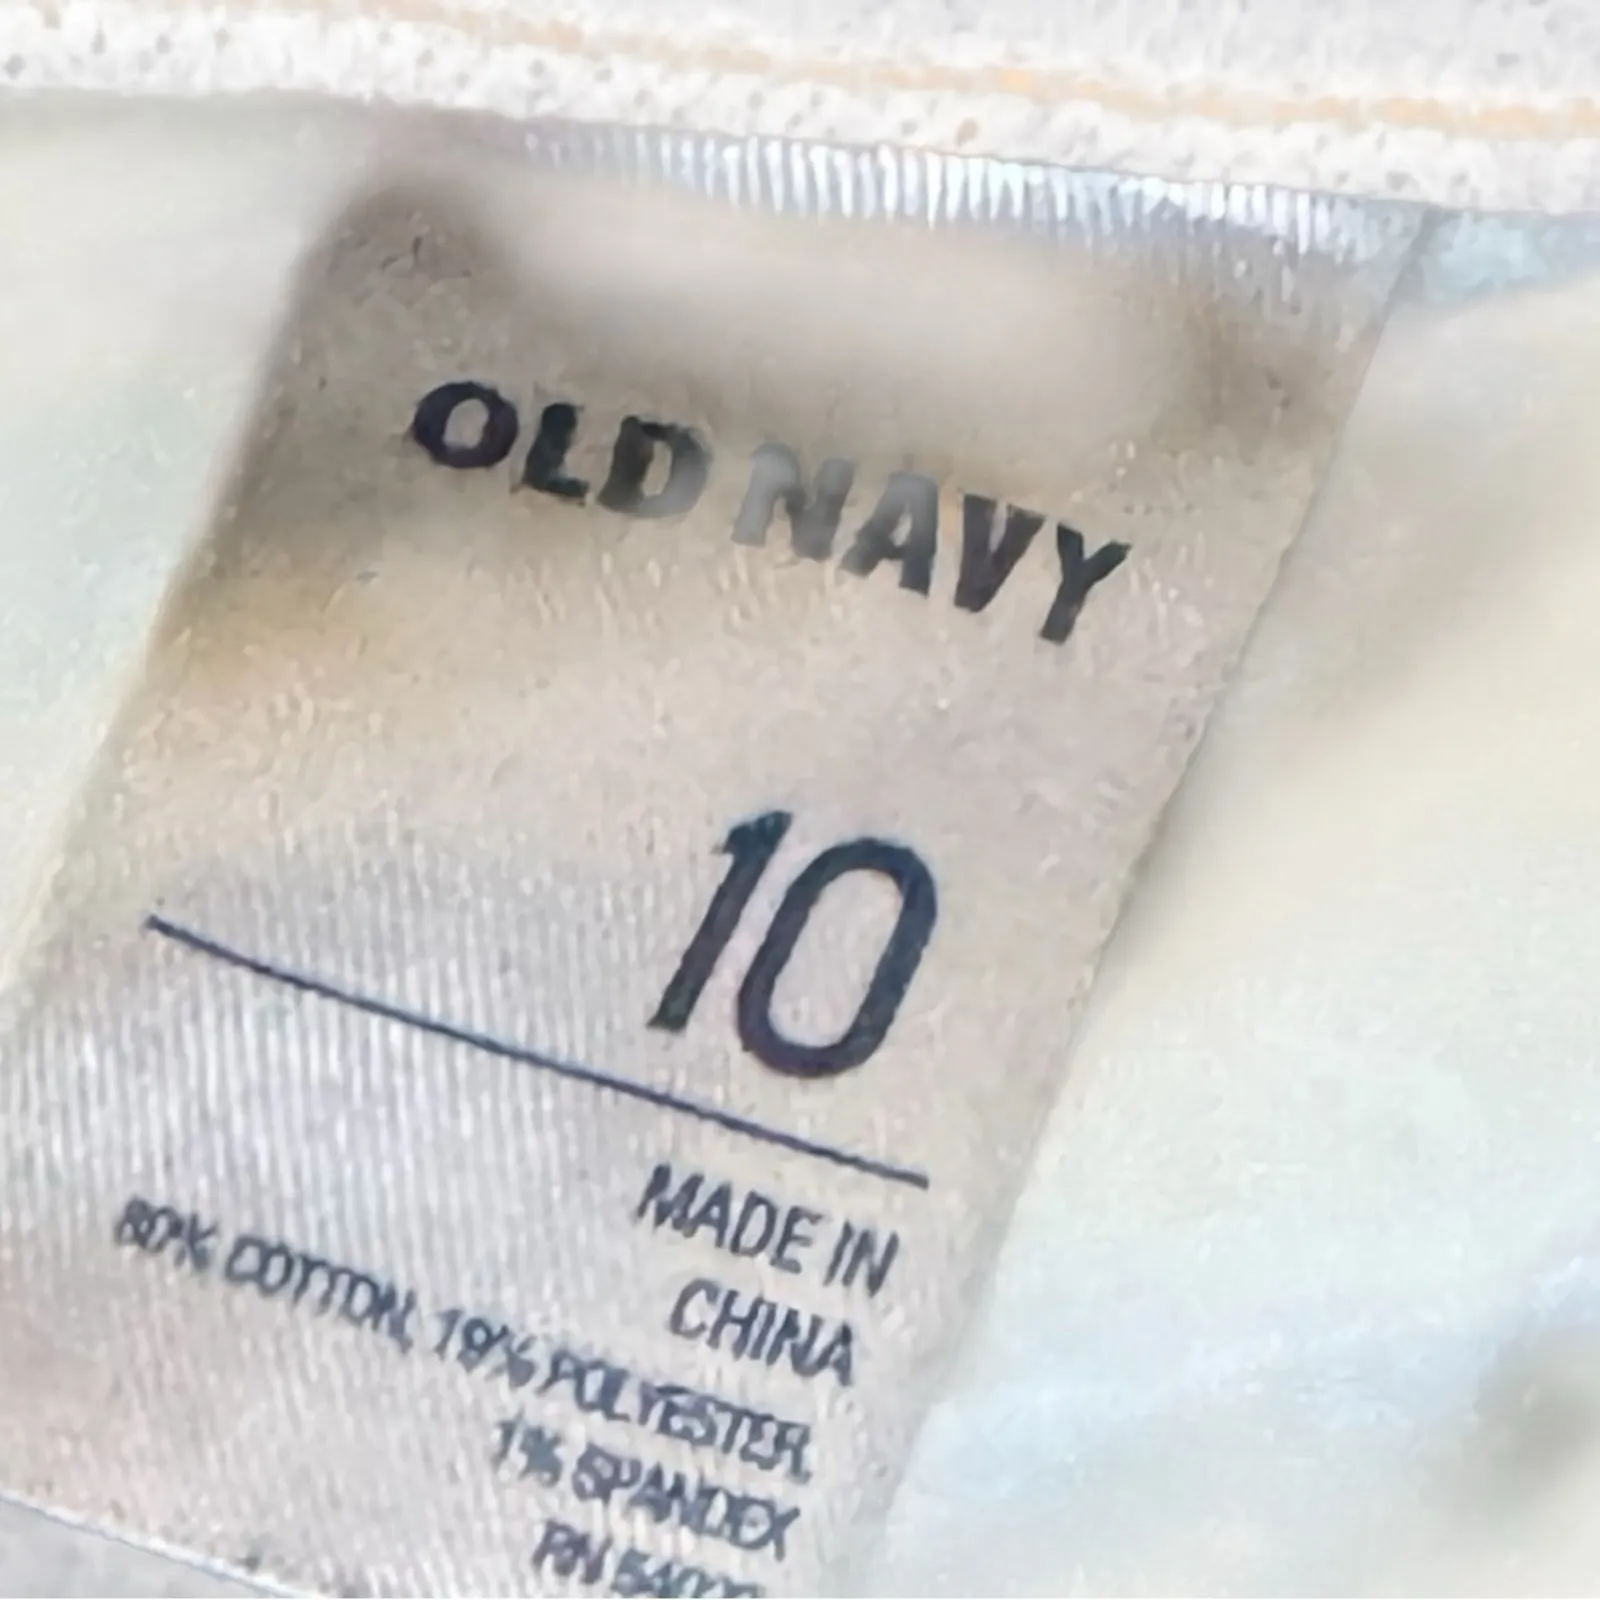 OLD NAVY
10
MADE IN
CHINA
80% COTTON, 19% POLYESTER,
1% SPANDEX
RN